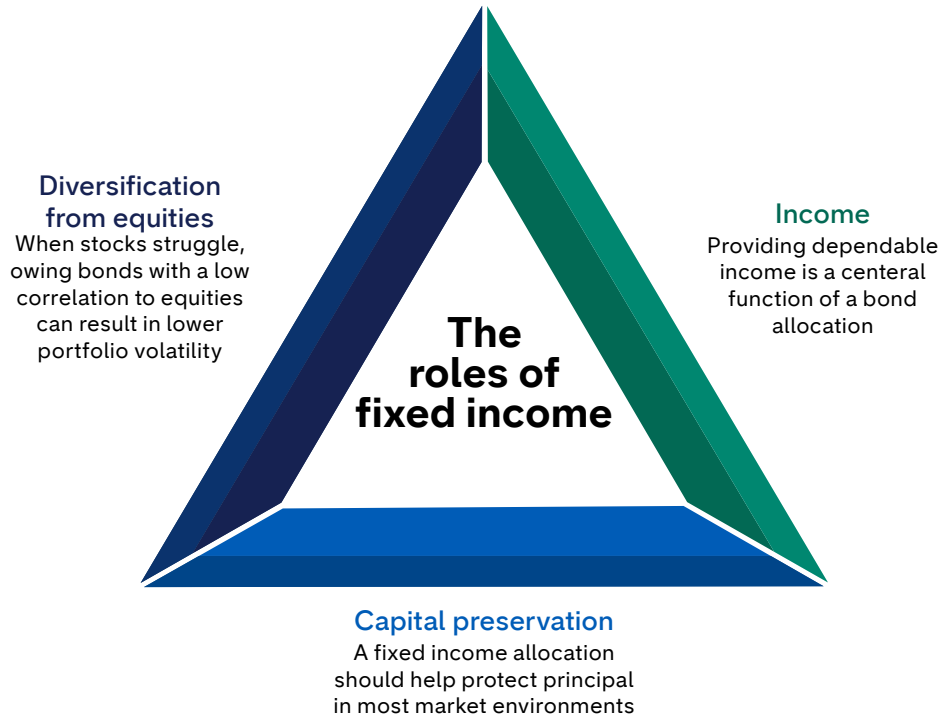 Diversification
from equities
When stocks struggle,
owing bonds with a low
correlation to equities
can result in lower
portfolio volatility
Income
Providing dependable
income is a centeral
function of a bond
allocation
The
roles of
fixed income
Capital preservation
A fixed income allocation
should help protect principal
in most market environments